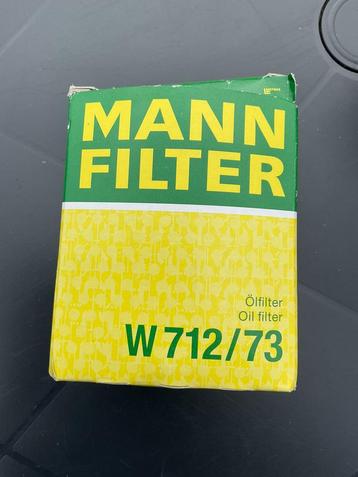 MANN
FILTER
Ölfilter
Oil filter
W 712/73